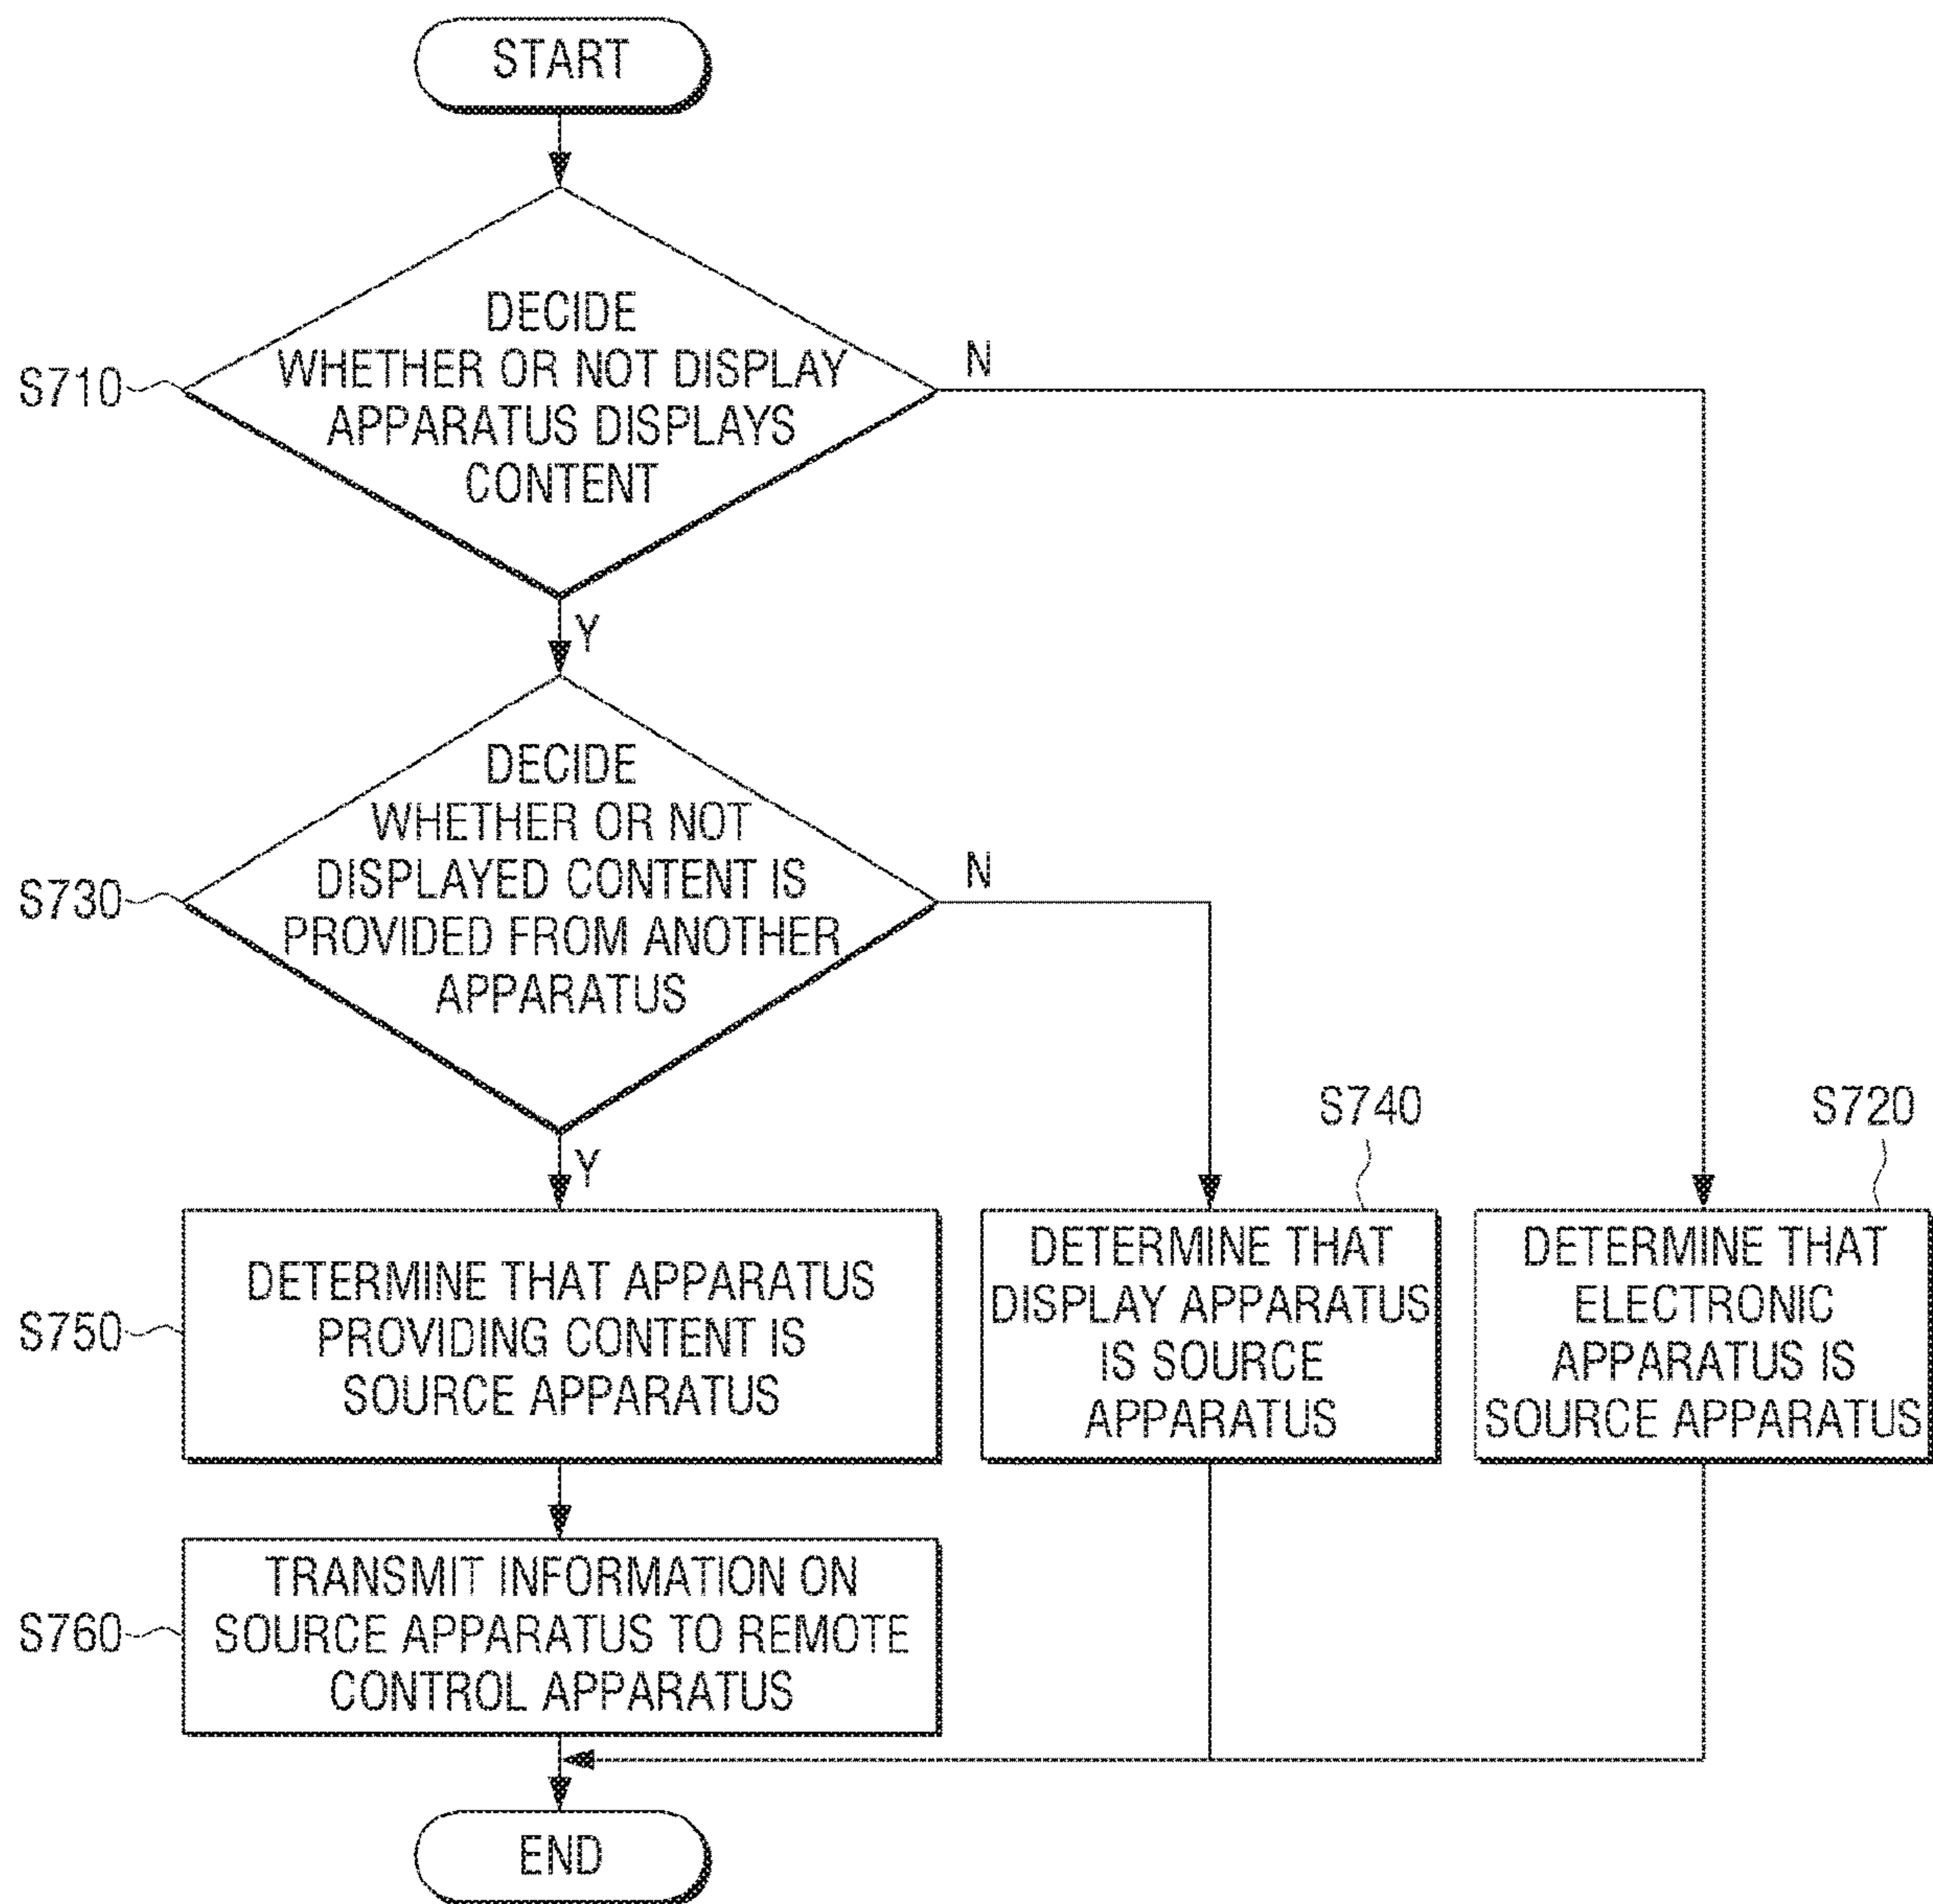 START
DECIDE
WHETHER OR NOT DISPLAY
APPARATUS DISPLAYS
CONTENT
S710
N
Y
DECIDE
WHETHER OR NOT
DISPLAYED CONTENT IS
PROVIDED FROM ANOTHER
APPARATUS
S730
N
Y
S740
S720
DETERMINE THAT APPARATUS
PROVIDING CONTENT IS
SOURCE APPARATUS
S750
DETERMINE THAT
DISPLAY APPARATUS
IS SOURCE
APPARATUS
DETERMINE THAT
ELECTRONIC
APPARATUS IS
SOURCE APPARATUS
TRANSMIT INFORMATION ON
SOURCE APPARATUS TO REMOTE
CONTROL APPARATUS
S760
END